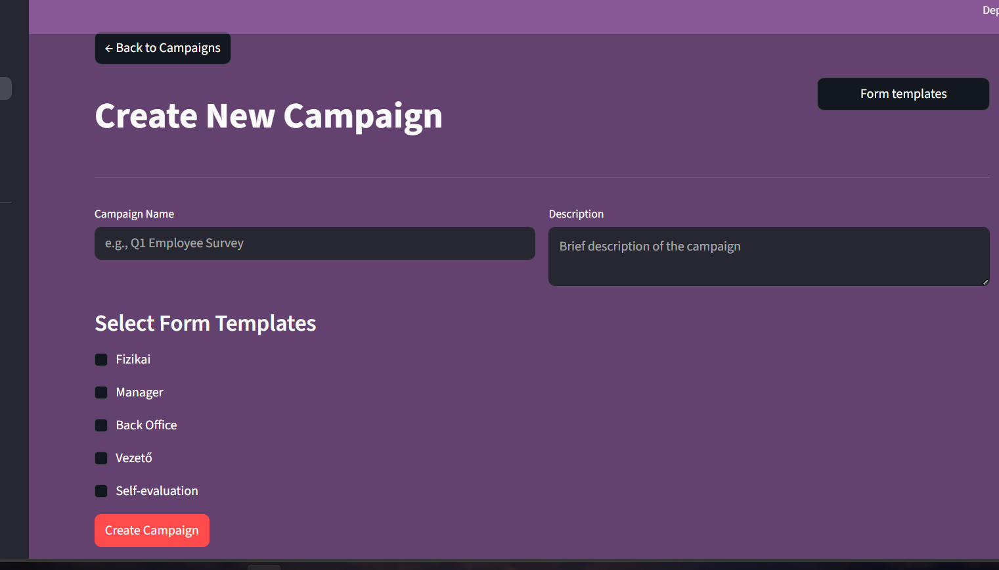 ← Back to Campaigns
Form templates
Create New Campaign
Campaign Name
Description
e.g., Q1 Employee Survey
Brief description of the campaign
Select Form Templates
Fizikai
Manager
Back Office
Vezető
Self-evaluation
Create Campaign